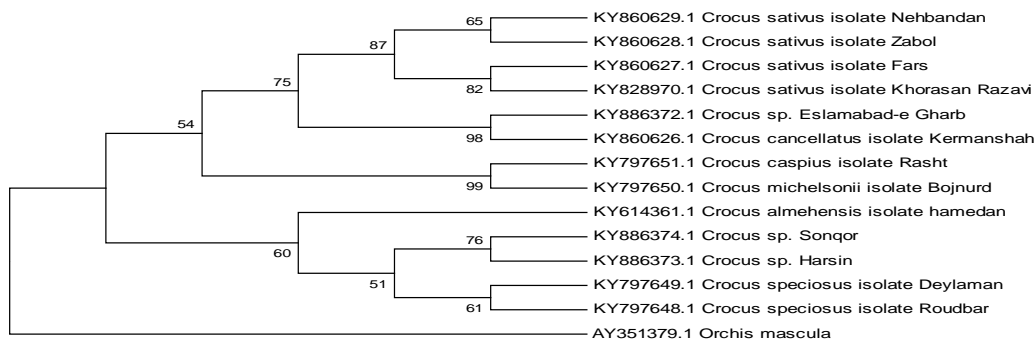 65
KY860629.1 Crocus sativus isolate Nehbandan
87
KY860628.1 Crocus sativus isolate Zabol
75
KY860627.1 Crocus sativus isolate Fars
82
KY828970.1 Crocus sativus isolate Khorasan Razavi
54
KY886372.1 Crocus sp. Eslamabad-e Gharb
98
KY860626.1 Crocus cancellatus isolate Kermanshah
KY797651.1 Crocus caspius isolate Rasht
99
KY797650.1 Crocus michelsonii isolate Bojnurd
KY614361.1 Crocus almehensis isolate hamedan
76
KY886374.1 Crocus sp. Sonqor
60
KY886373.1 Crocus sp. Harsin
51
KY797649.1 Crocus speciosus isolate Deylaman
61
KY797648.1 Crocus speciosus isolate Roudbar
AY351379.1 Orchis mascula